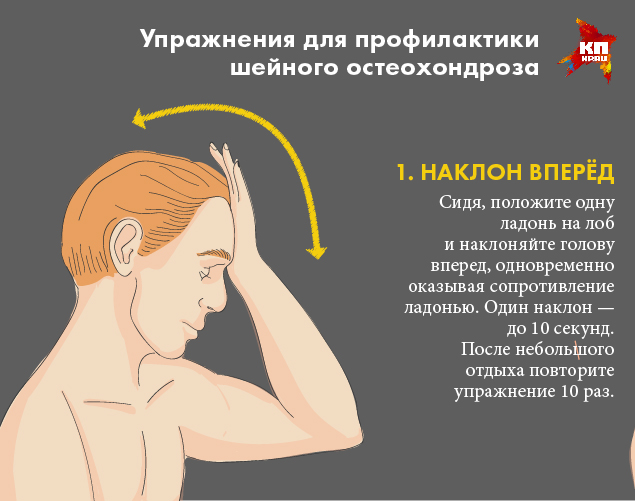 Упражнения для профилактики
шейного остеохондроза
КП
КРАЦ
1. НАКЛОН ВПЕРЁД
Сидя, положите одну
ладонь на лоб
и наклоняйте голову
вперед, одновременно
оказывая сопротивление
ладонью. Один наклон —
до 10 секунд.
После небольшого
отдыха повторите
упражнение 10 раз.